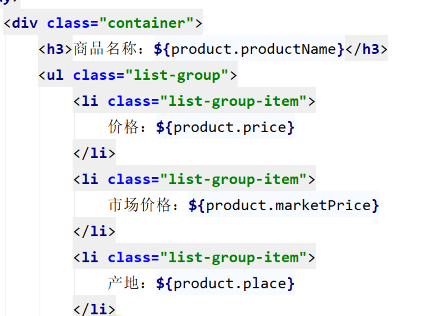 <div class="container">
<h3>商品名称：${product.productName}</h3>
<ul class="list-group">
<li class="list-group-item">
价格：${product.price}
</li>
<li class="list-group-item">
市场价格：${product.marketPrice}
</li>
<li class="list-group-item">
产地：${product.place}
</li>